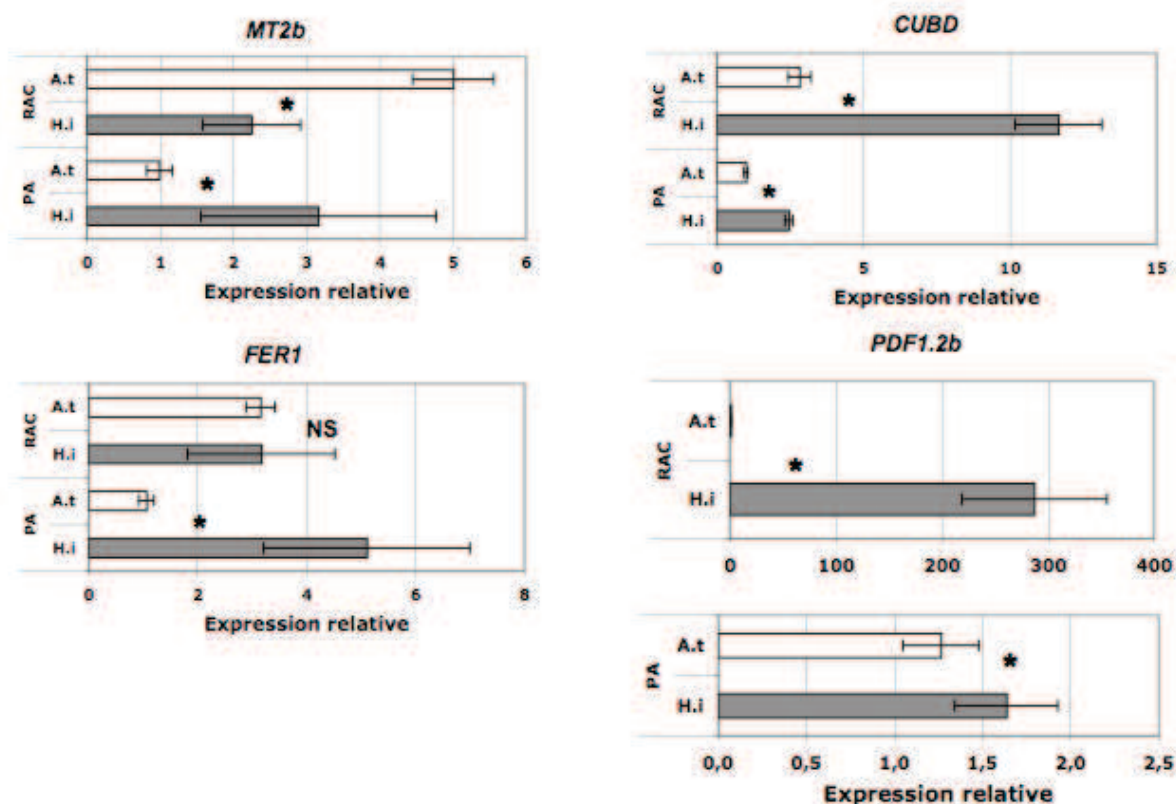 MT2b
RAC
A.t
H.i
PA
A.t
H.i
*
*
0 1 2 3 4 5 6
Expression relative
CUBD
RAC
A.t
H.i
PA
A.t
H.i
*
*
0 5 10 15
Expression relative
FER1
RAC
A.t
H.i
PA
A.t
H.i
NS
*
0 2 4 6 8
Expression relative
PDF1.2b
RAC
A.t
H.i
*
0 100 200 300 400
PA
A.t
H.i
*
0,0 0,5 1,0 1,5 2,0 2,5
Expression relative